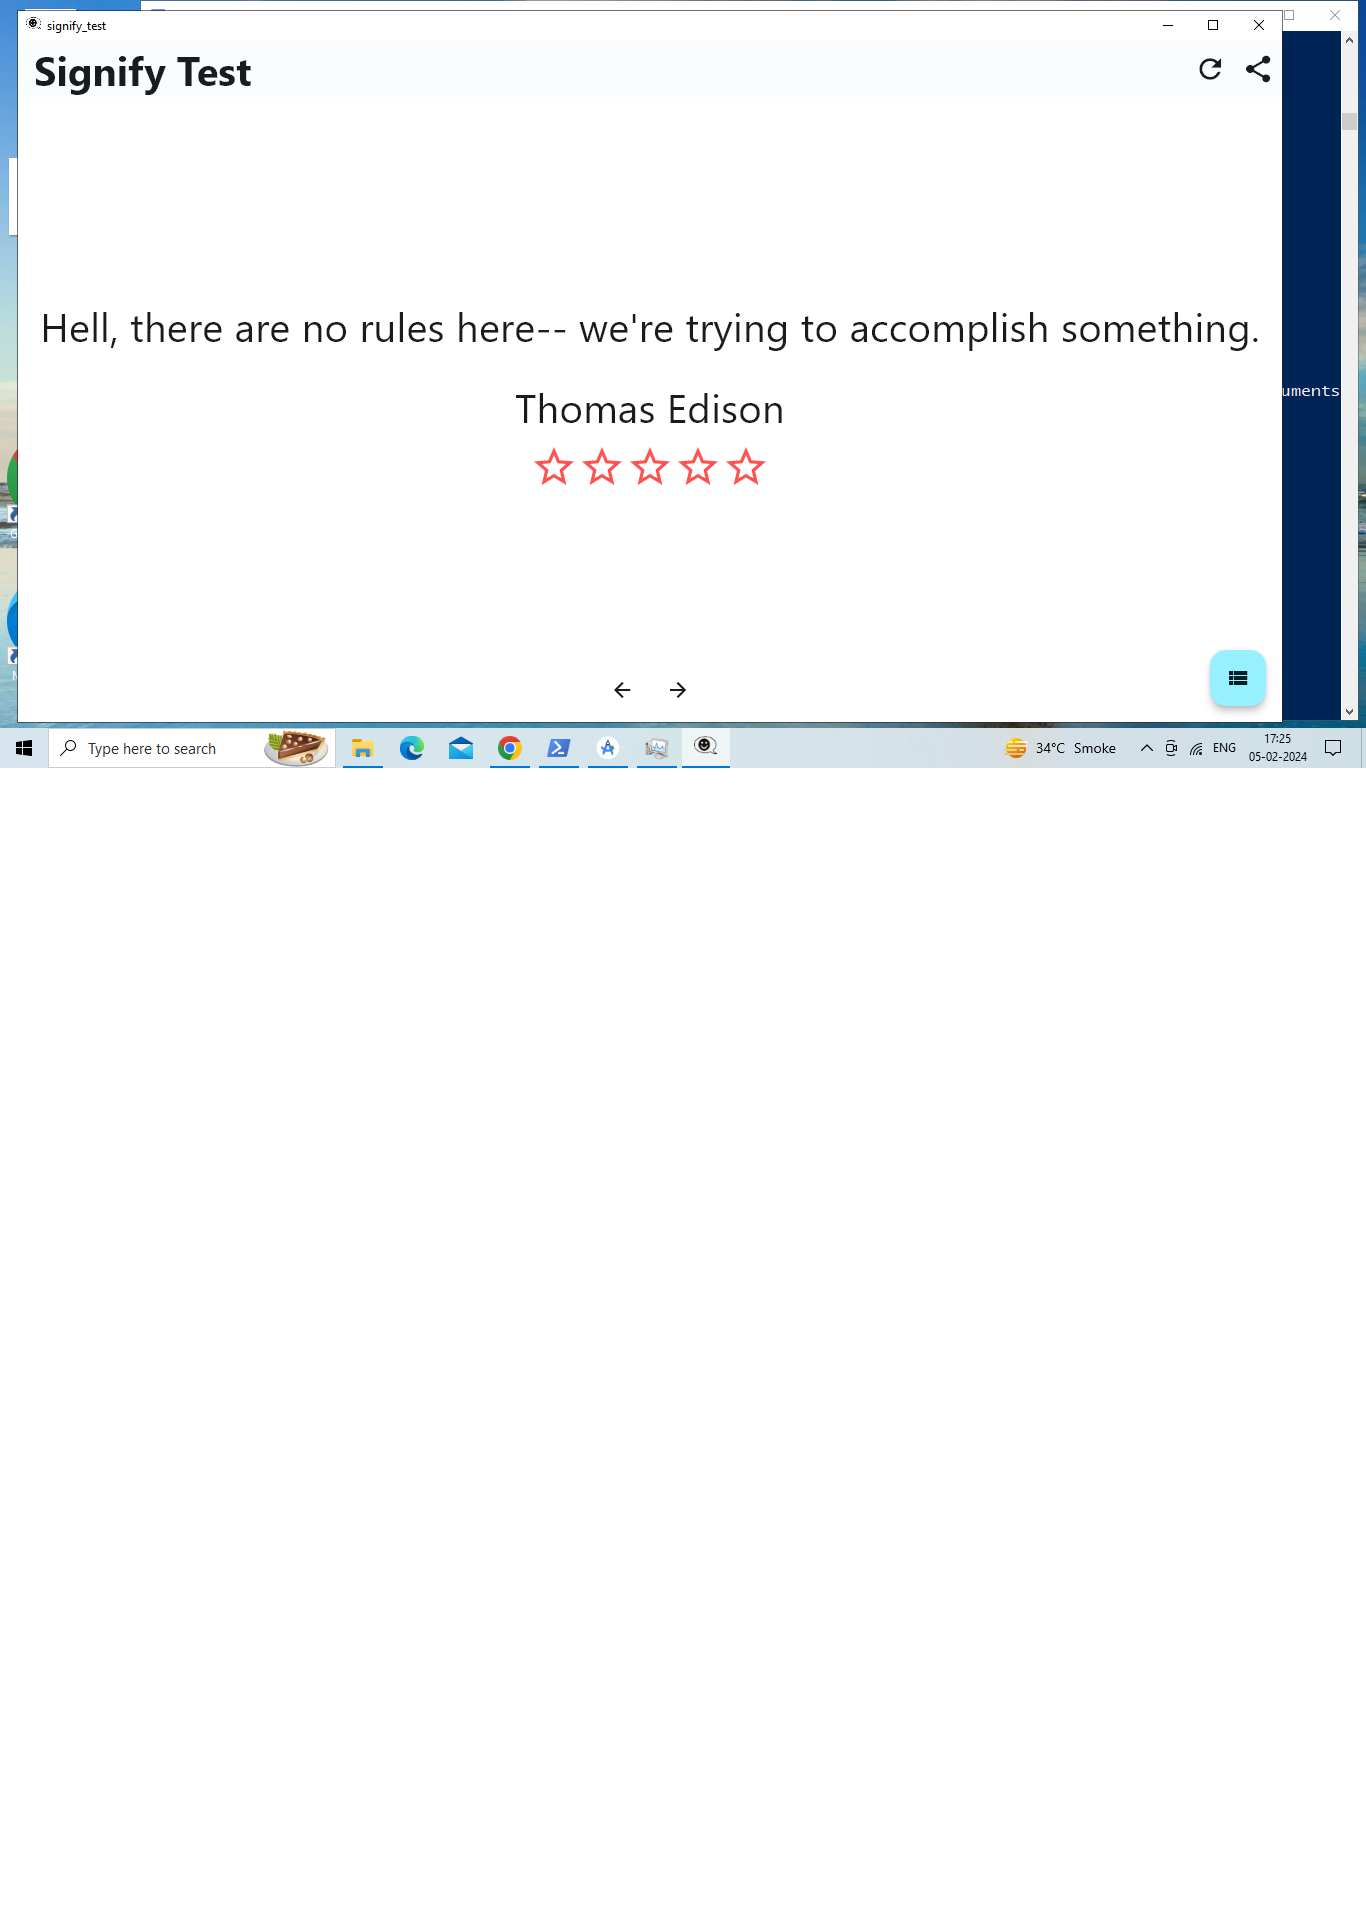 signify_test
Signify Test
Hell, there are no rules here-- we're trying to accomplish something.
uments
Thomas Edison
Type here to search
34°C Smoke
ENG
17:25
05-02-2024